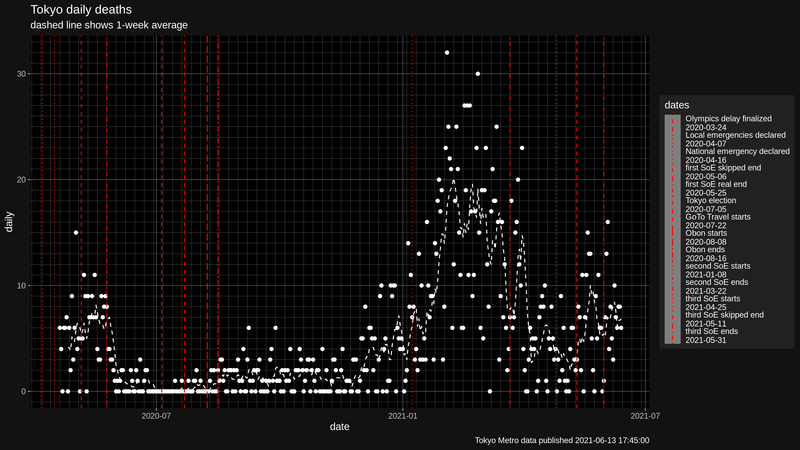 Tokyo daily deaths
dashed line shows 1-week average
30
20
10
0
daily
2020-07
2021-01
2021-07
date
dates
Olympics delay finalized
2020-03-24
Local emergencies declared
2020-04-07
National emergency declared
2020-04-16
first SoE skipped end
2020-05-06
first SoE real end
2020-05-25
Tokyo election
2020-07-05
GoTo Travel starts
2020-07-22
Obon starts
2020-08-08
Obon ends
2020-08-16
second SoE starts
2021-01-08
second SoE ends
2021-03-22
third SoE starts
2021-04-25
third SoE skipped end
2021-05-11
third SoE ends
2021-05-31
Tokyo Metro data published 2021-06-13 17:45:00